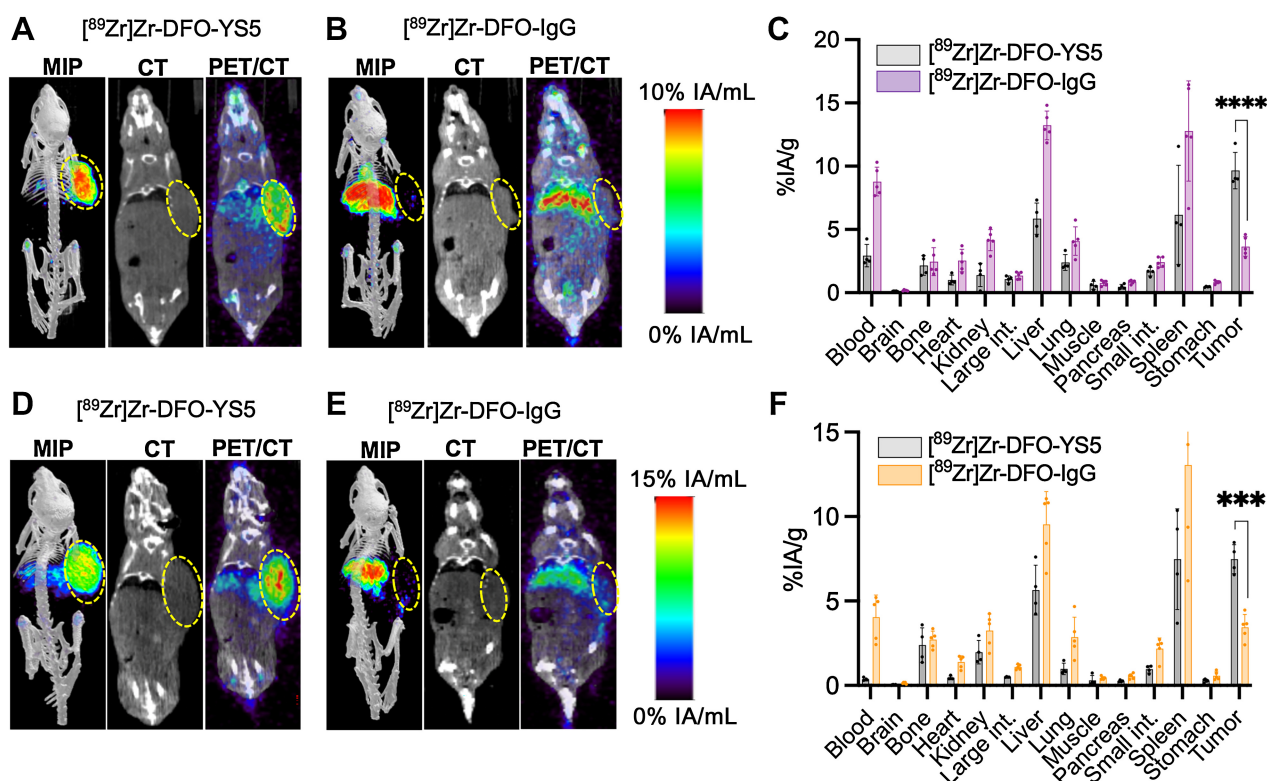 A
[⁸⁹Zr]Zr-DFO-YS5
MIP
CT
PET/CT
B
[⁸⁹Zr]Zr-DFO-IgG
MIP
CT
PET/CT
10% IA/mL
0% IA/mL
C
[⁸⁹Zr]Zr-DFO-YS5
[⁸⁹Zr]Zr-DFO-IgG
****
%IA/g
20
15
10
5
0
Blood
Brain
Bone
Heart
Kidney
Large Int.
Liver
Lung
Muscle
Pancreas
Small int.
Spleen
Stomach
Tumor
D
[⁸⁹Zr]Zr-DFO-YS5
MIP
CT
PET/CT
E
[⁸⁹Zr]Zr-DFO-IgG
MIP
CT
PET/CT
15% IA/mL
0% IA/mL
F
[⁸⁹Zr]Zr-DFO-YS5
[⁸⁹Zr]Zr-DFO-IgG
***
%IA/g
15
10
5
0
Blood
Brain
Bone
Heart
Kidney
Large Int.
Liver
Lung
Muscle
Pancreas
Small int.
Spleen
Stomach
Tumor